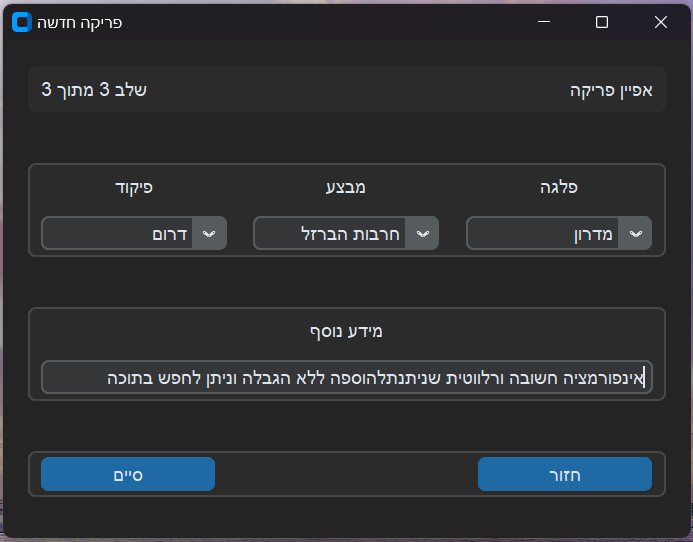 פריקה חדשה
אפיין פריקה
שלב 3 מתוך 3
פלגה
מבצע
פיקוד
מדרון
חרבות הברזל
דרום
מידע נוסף
אינפורמציה חשובה ורלווטית שניתנתלהוספה ללא הגבלה וניתן לחפש בתוכה
חזור
סיים